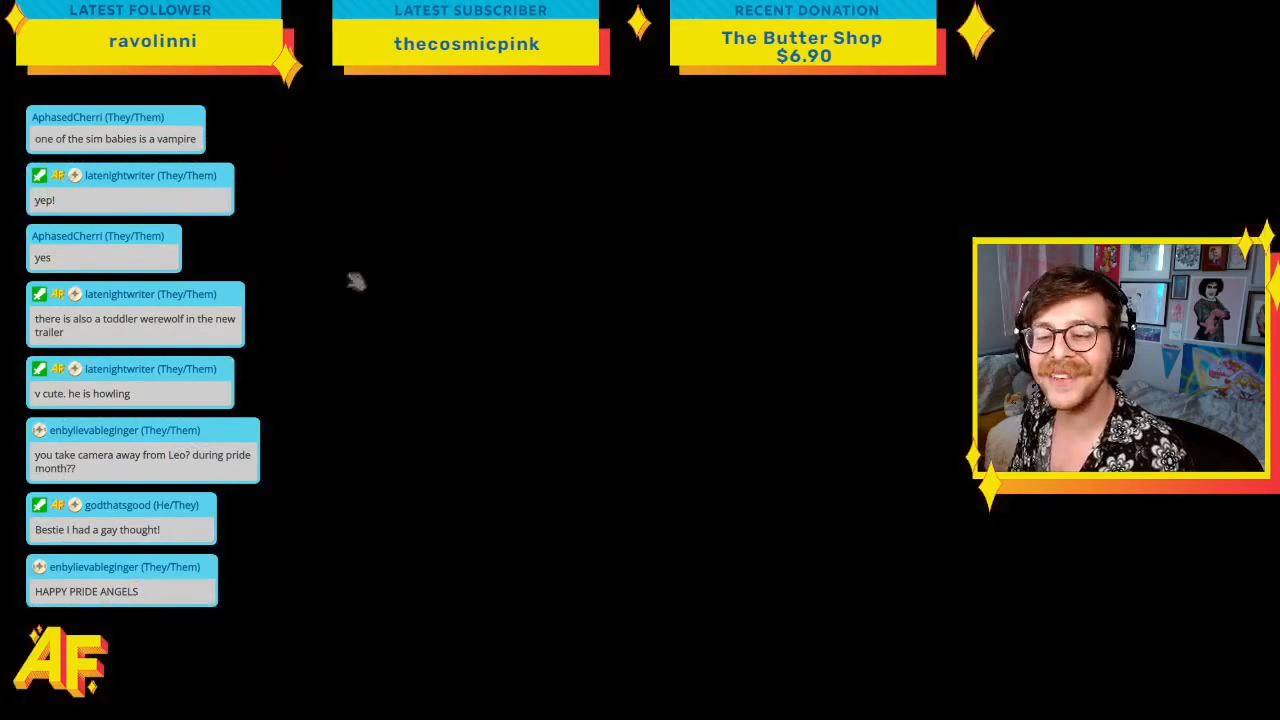 LATEST FOLLOWER
ravolinni
LATEST SUBSCRIBER
thecosmicpink
RECENT DONATION
The Butter Shop
$6.90
AphasedCherri (They/Them)
one of the sim babies is a vampire
latenightwriter (They/Them)
yep!
AphasedCherri (They/Them)
yes
latenightwriter (They/Them)
there is also a toddler werewolf in the new
trailer
latenightwriter (They/Them)
v cute. he is howling
enbylievableginger (They/Them)
you take camera away from Leo? during pride
month??
godthatsgood (He/They)
Bestie I had a gay thought!
enbylievableginger (They/Them)
HAPPY PRIDE ANGELS
AF